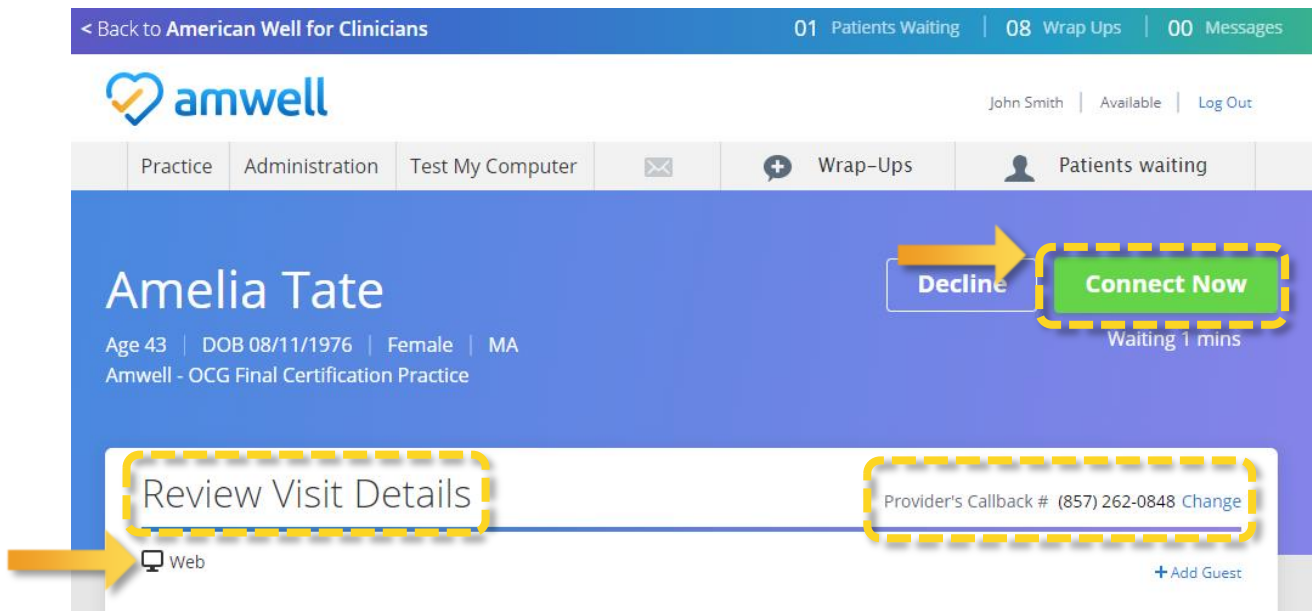 < Back to American Well for Clinicians 01 Patients Waiting | 08 Wrap Ups | 00 Messages
amwell
John Smith | Available | Log Out
Practice Administration Test My Computer Wrap-Ups Patients waiting
Amelia Tate
Decline Connect Now
Age 43 | DOB 08/11/1976 | Female | MA
Waiting 1 mins
Amwell - OCG Final Certification Practice
Review Visit Details
Provider's Callback # (857) 262-0848 Change
Web
+ Add Guest